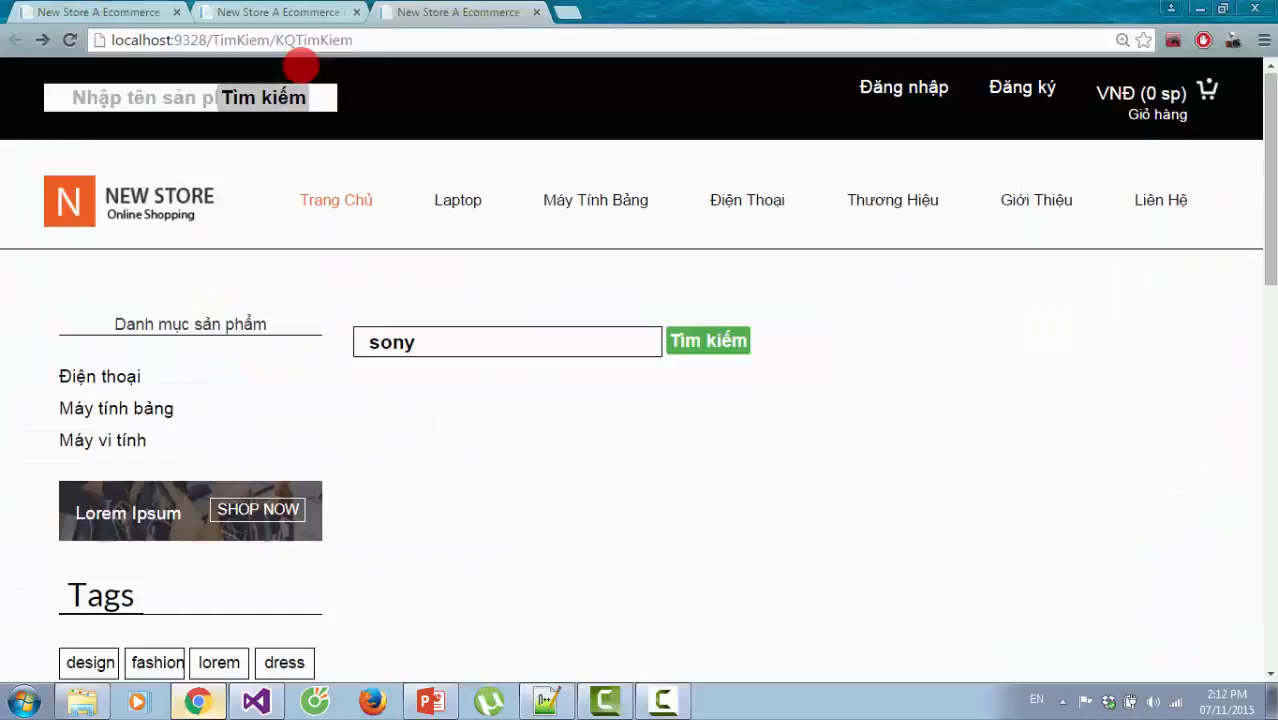 New Store A Ecommerce
New Store A Ecommerce
New Store A Ecommerce
localhost:9328/TimKiem/KQTimKiem
Nhập tên sản
Tìm kiếm
Đăng nhập
Đăng ký
VNĐ (0 sp)
Giỏ hàng
N
NEW STORE
Online Shopping
Trang Chủ
Laptop
Máy Tính Bảng
Điện Thoại
Thương Hiệu
Giới Thiệu
Liên Hệ
Danh mục sản phẩm
sony
Tìm kiếm
Điện thoại
Máy tính bảng
Máy vi tính
Lorem Ipsum
SHOP NOW
Tags
design
fashion
lorem
dress
EN
2:12 PM
07/11/2015